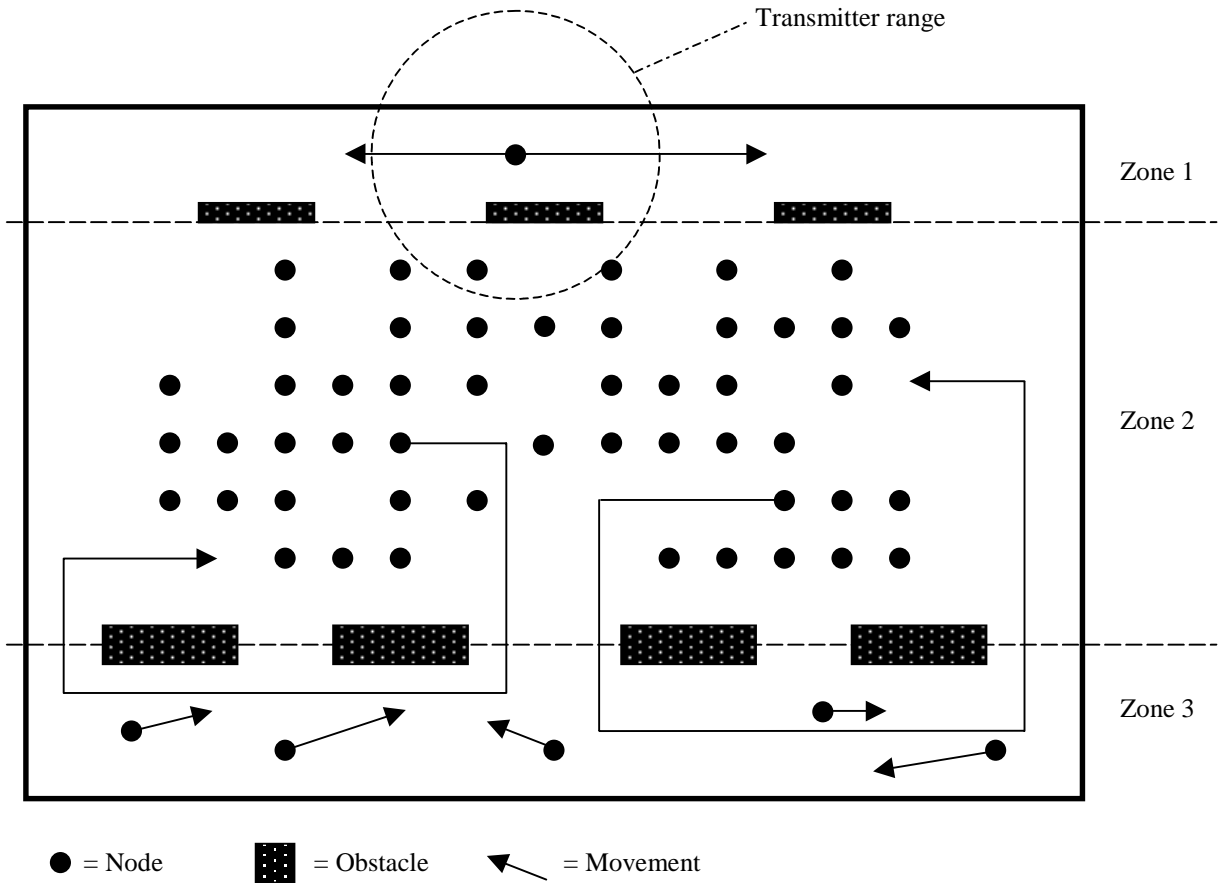 Transmitter range
Zone 1
Zone 2
Zone 3
= Node
= Obstacle
= Movement